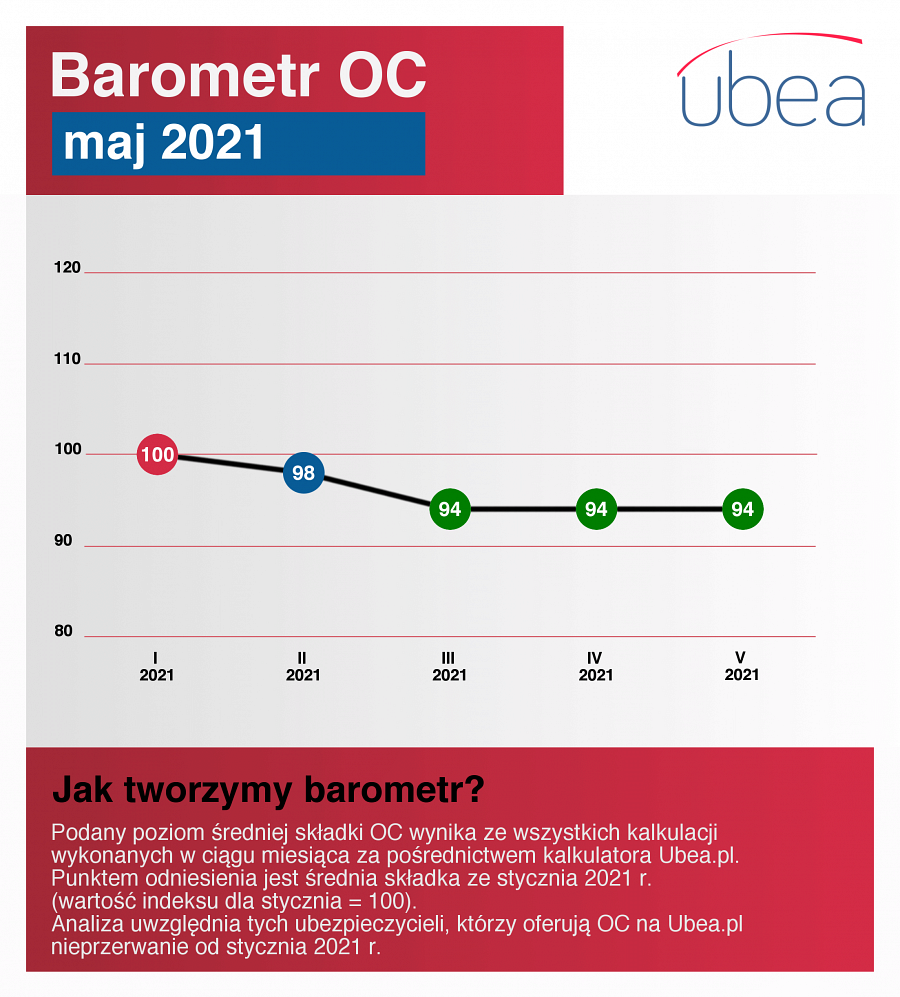 Barometr OC
maj 2021
ubea
120
110
100
90
80
100
98
94
94
94
I
2021
II
2021
III
2021
IV
2021
V
2021
Jak tworzymy barometr?
Podany poziom średniej składki OC wynika ze wszystkich kalkulacji
wykonanych w ciągu miesiąca za pośrednictwem kalkulatora Ubea.pl.
Punktem odniesienia jest średnia składka ze stycznia 2021 r.
(wartość indeksu dla stycznia = 100).
Analiza uwzględnia tych ubezpieczycieli, którzy oferują OC na Ubea.pl
nieprzerwanie od stycznia 2021 r.